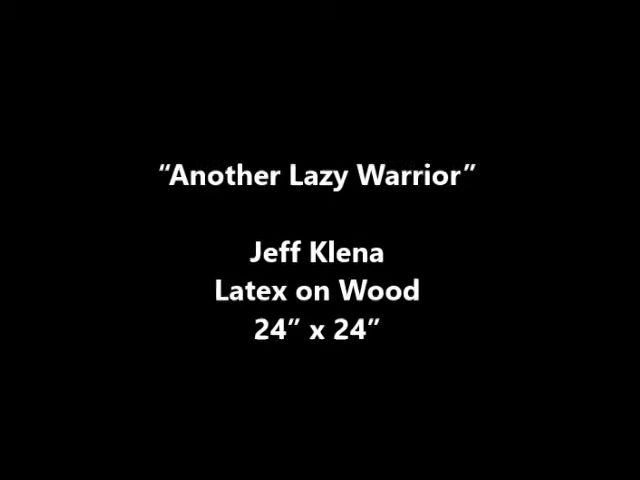 “Another Lazy Warrior”
Jeff Klena
Latex on Wood
24” x 24”